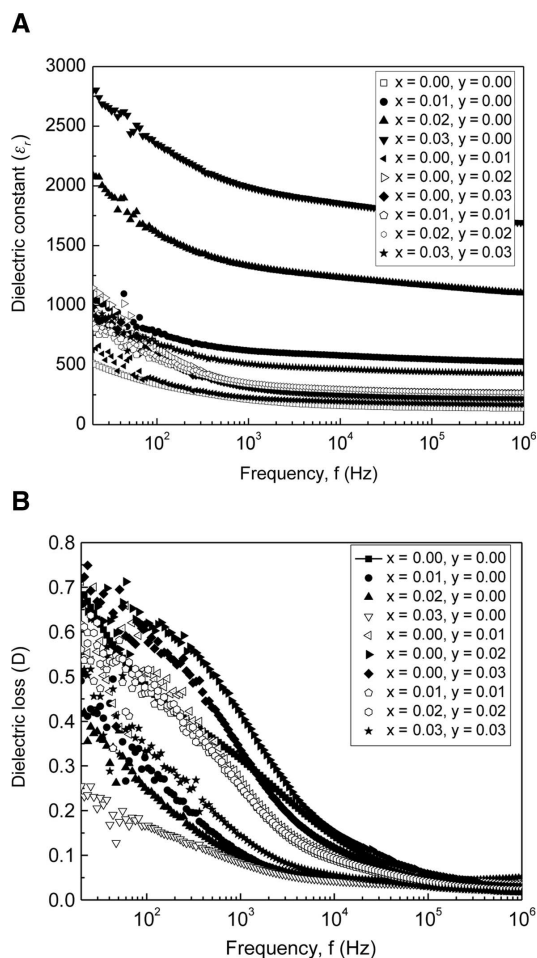 A
3000
2500
2000
1500
1000
500
0
Dielectric constant (εr)
x = 0.00, y = 0.00
x = 0.01, y = 0.00
x = 0.02, y = 0.00
x = 0.03, y = 0.00
x = 0.00, y = 0.01
x = 0.00, y = 0.02
x = 0.00, y = 0.03
x = 0.01, y = 0.01
x = 0.02, y = 0.02
x = 0.03, y = 0.03
10² 10³ 10⁴ 10⁵ 10⁶
Frequency, f (Hz)
B
0.8
0.7
0.6
0.5
0.4
0.3
0.2
0.1
0.0
Dielectric loss (D)
x = 0.00, y = 0.00
x = 0.01, y = 0.00
x = 0.02, y = 0.00
x = 0.03, y = 0.00
x = 0.00, y = 0.01
x = 0.00, y = 0.02
x = 0.00, y = 0.03
x = 0.01, y = 0.01
x = 0.02, y = 0.02
x = 0.03, y = 0.03
10² 10³ 10⁴ 10⁵ 10⁶
Frequency, f (Hz)